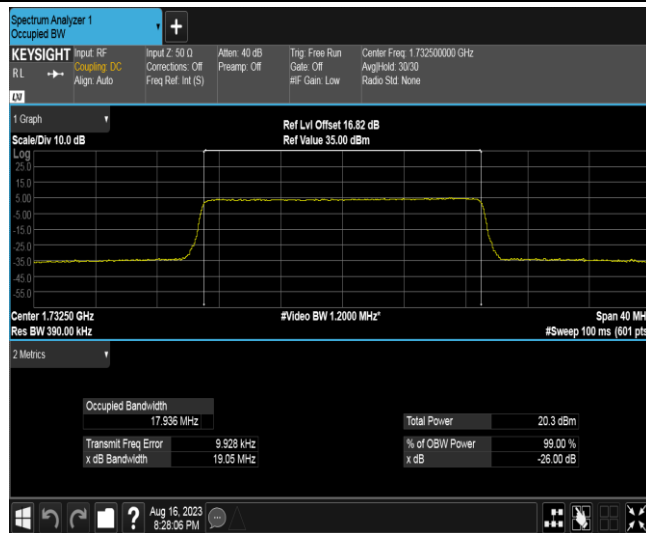 Spectrum Analyzer 1
Occupied BW
+
KEYSIGHT
RL
Input: RF
Coupling: DC
Align: Auto
Input Z: 50 Ω
Corrections: Off
Freq Ref: Int (S)
Atten: 40 dB
Preamp: Off
Trig: Free Run
Gate: Off
#IF Gain: Low
Center Freq: 1.732500000 GHz
Avg|Hold: 30/30
Radio Std: None
1 Graph
Scale/Div 10.0 dB
Ref Lvl Offset 16.82 dB
Ref Value 35.00 dBm
Log
25.0
15.0
5.00
-5.00
-15.0
-25.0
-35.0
-45.0
-55.0
Center 1.73250 GHz
Res BW 390.00 kHz
#Video BW 1.2000 MHz*
Span 40 MH
#Sweep 100 ms (601 pts
2 Metrics
Occupied Bandwidth
17.936 MHz
Total Power 20.3 dBm
Transmit Freq Error 9.928 kHz
% of OBW Power 99.00 %
x dB Bandwidth 19.05 MHz
x dB -26.00 dB
?
Aug 16, 2023
8:28:06 PM